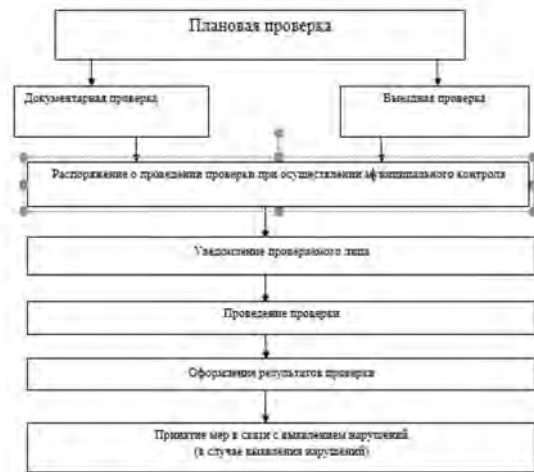 Плановая проверка
Документарная проверка
Выездная проверка
Распоряжение о проведении проверки при осуществлении муниципального контроля
Уведомление проверяемого лица
Проведение проверки
Оформления результатов проверки
Принятие мер в связи с выявлением нарушений
(в случае выявления нарушений)